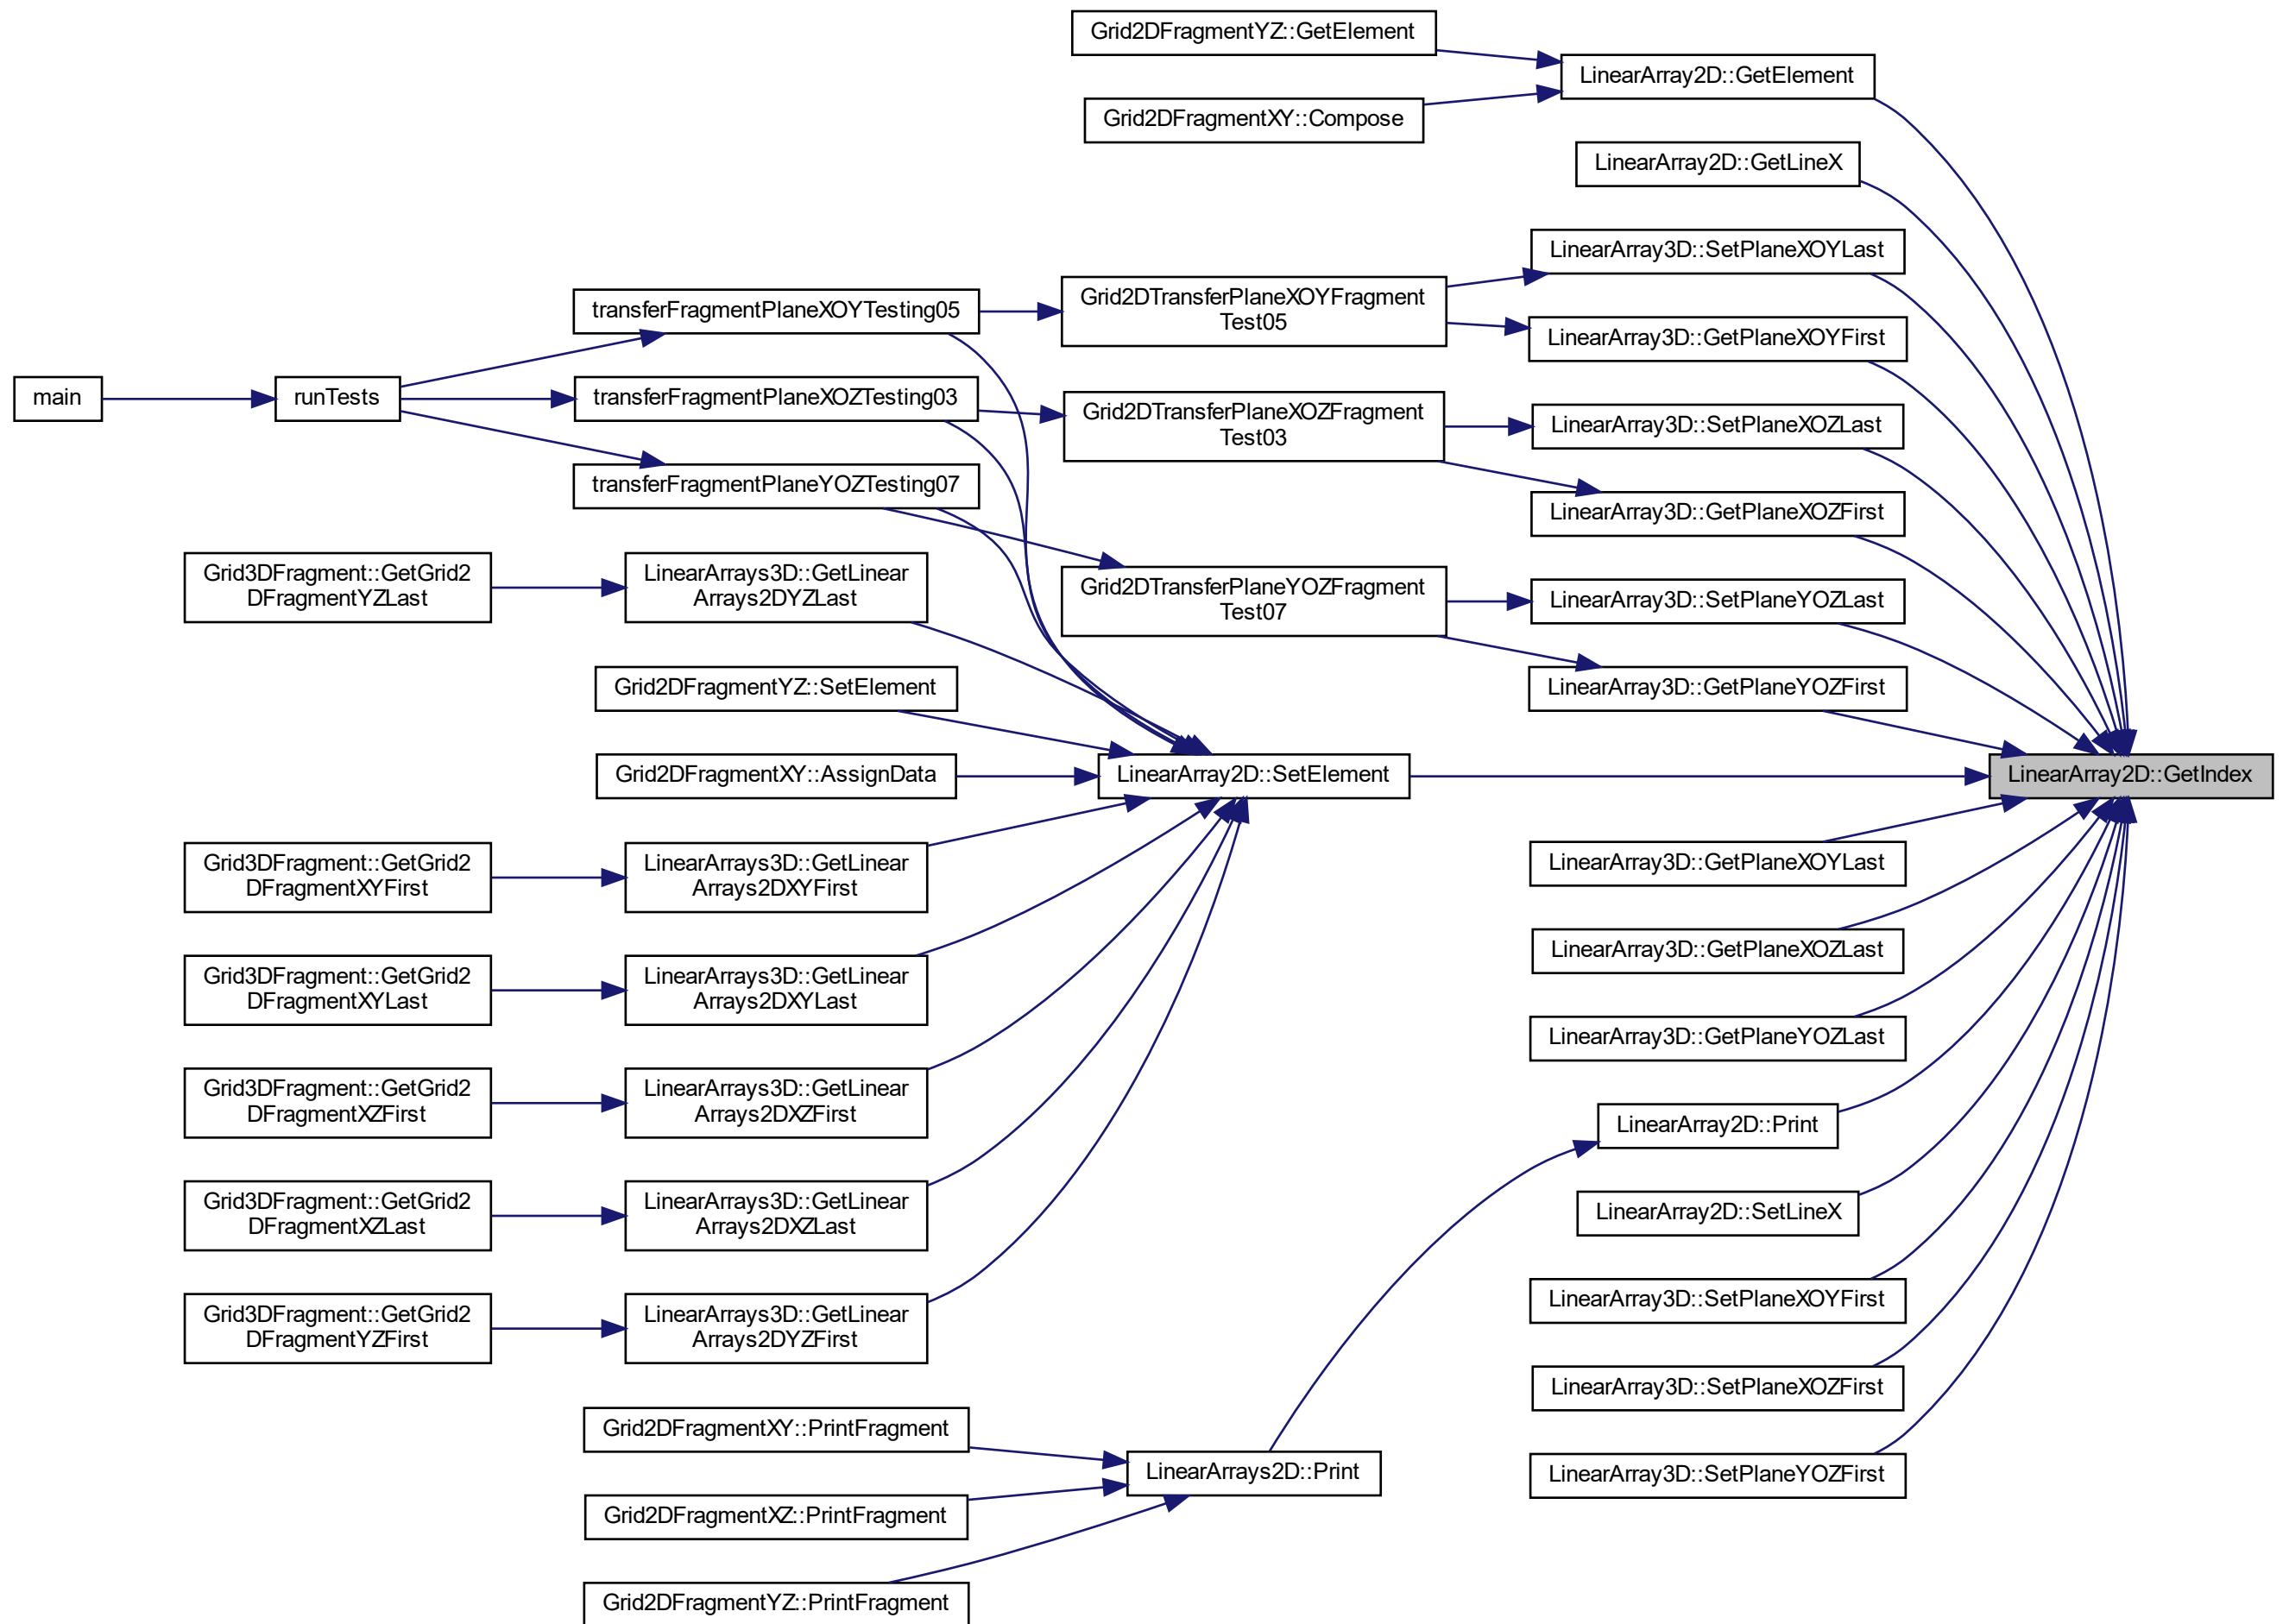 Grid2DFragmentYZ::GetElement
LinearArray2D::GetElement
Grid2DFragmentXY::Compose
LinearArray2D::GetLineX
LinearArray3D::SetPlaneXOYLast
transferFragmentPlaneXOYTesting05
Grid2DTransferPlaneXOYFragment
Test05
LinearArray3D::GetPlaneXOYFirst
main
runTests
transferFragmentPlaneXOZTesting03
Grid2DTransferPlaneXOZFragment
Test03
LinearArray3D::SetPlaneXOZLast
transferFragmentPlaneYOZTesting07
LinearArray3D::GetPlaneXOZFirst
Grid3DFragment::GetGrid2
DFragmentYZLast
LinearArrays3D::GetLinear
Arrays2DYZLast
Grid2DTransferPlaneYOZFragment
Test07
LinearArray3D::SetPlaneYOZLast
Grid2DFragmentYZ::SetElement
LinearArray3D::GetPlaneYOZFirst
Grid2DFragmentXY::AssignData
LinearArray2D::SetElement
LinearArray2D::GetIndex
Grid3DFragment::GetGrid2
DFragmentXYFirst
LinearArrays3D::GetLinear
Arrays2DXYFirst
LinearArray3D::GetPlaneXOYLast
LinearArray3D::GetPlaneXOZLast
Grid3DFragment::GetGrid2
DFragmentXYLast
LinearArrays3D::GetLinear
Arrays2DXYLast
LinearArray3D::GetPlaneYOZLast
Grid3DFragment::GetGrid2
DFragmentXZFirst
LinearArrays3D::GetLinear
Arrays2DXZFirst
LinearArray2D::Print
Grid3DFragment::GetGrid2
DFragmentXZLast
LinearArrays3D::GetLinear
Arrays2DXZLast
LinearArray2D::SetLineX
LinearArray3D::SetPlaneXOYFirst
Grid3DFragment::GetGrid2
DFragmentYZFirst
LinearArrays3D::GetLinear
Arrays2DYZFirst
LinearArray3D::SetPlaneXOZFirst
Grid2DFragmentXY::PrintFragment
LinearArrays2D::Print
LinearArray3D::SetPlaneYOZFirst
Grid2DFragmentXZ::PrintFragment
Grid2DFragmentYZ::PrintFragment